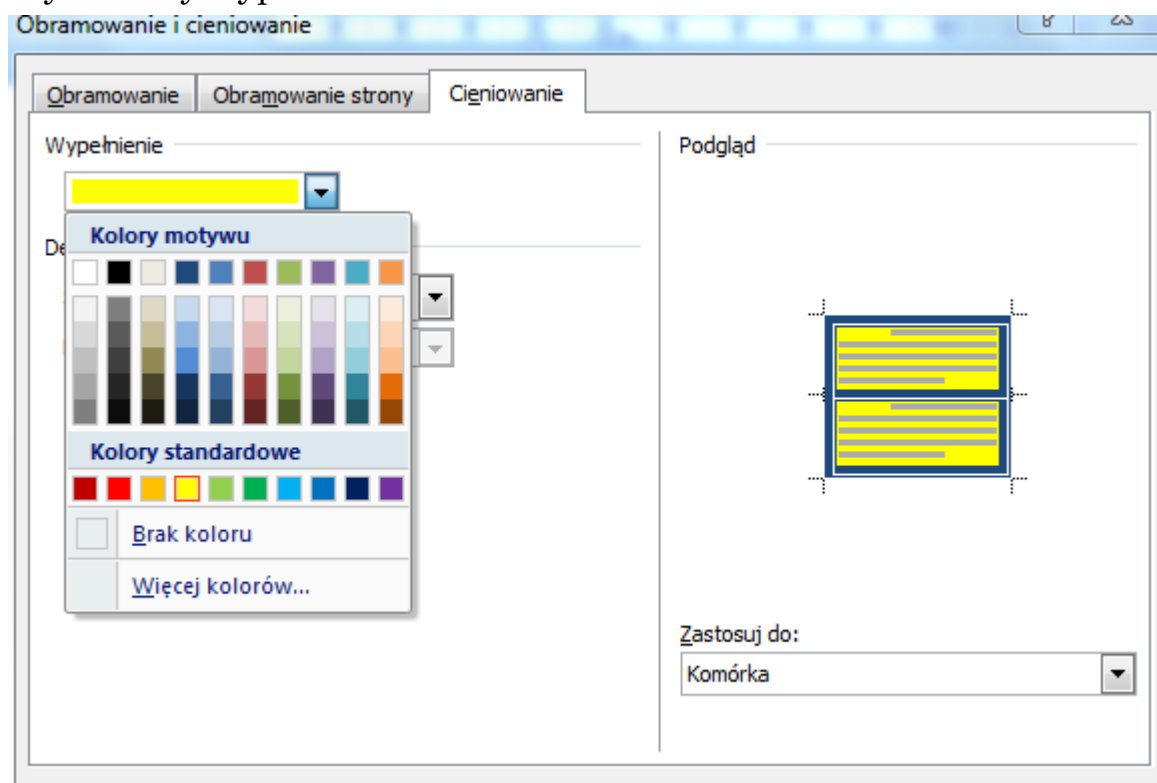 Obramowanie i cieniowanie
Obramowanie
Obramowanie strony
Cieniowanie
Wypełnienie
Podgląd
Kolory motywu
Kolory standardowe
Brak koloru
Więcej kolorów...
Zastosuj do:
Komórka